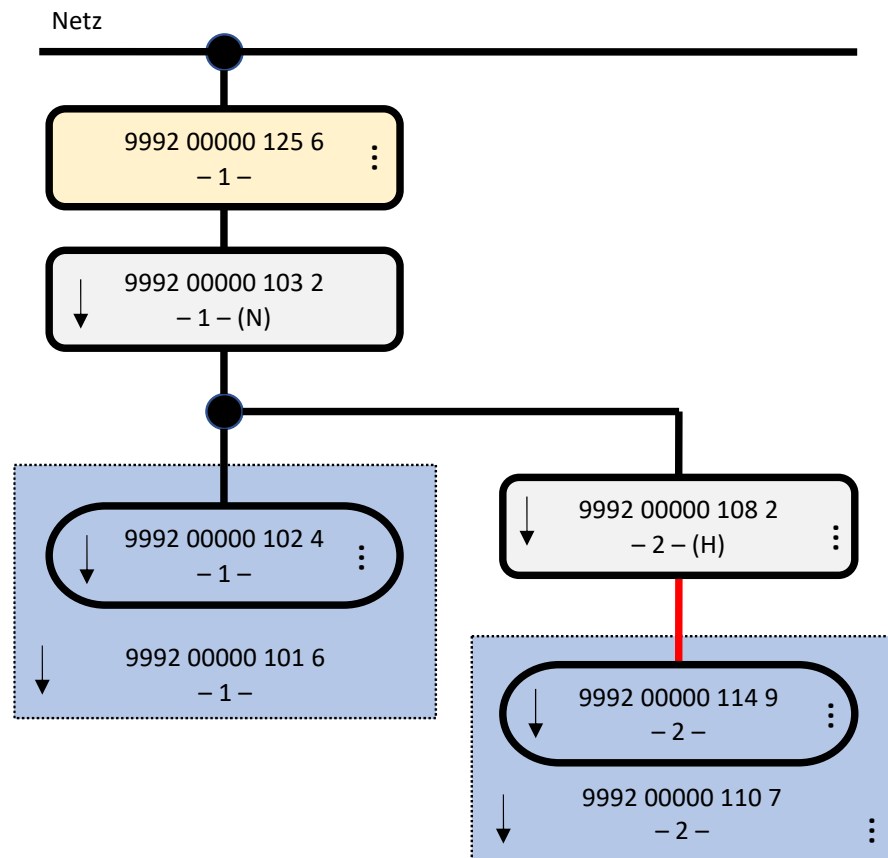 Netz
9992 00000 125 6
– 1 –
9992 00000 103 2
– 1 – (N)
9992 00000 102 4
– 1 –
9992 00000 101 6
– 1 –
9992 00000 108 2
– 2 – (H)
9992 00000 114 9
– 2 –
9992 00000 110 7
– 2 –